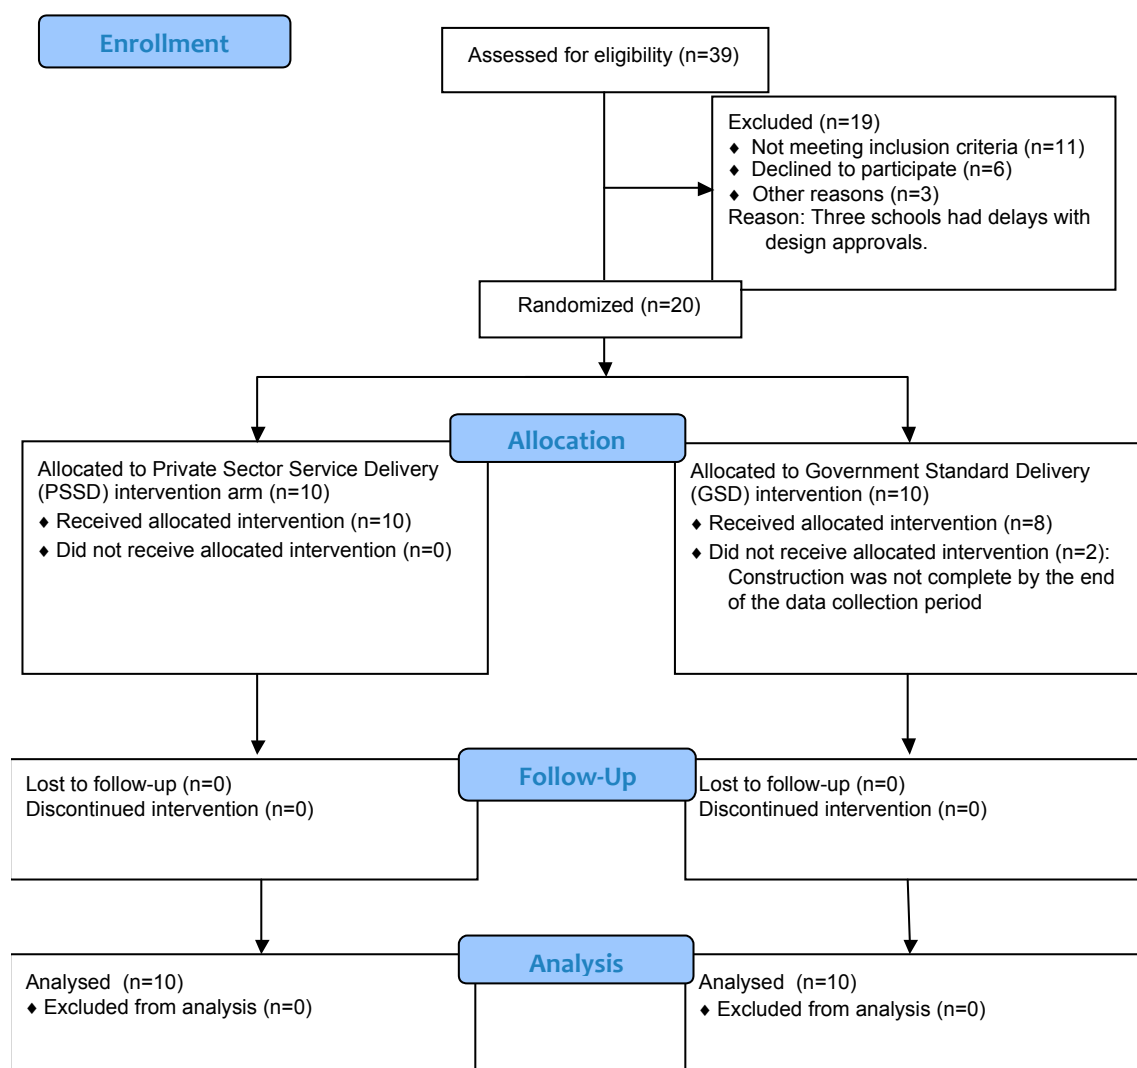 Enrollment
Assessed for eligibility (n=39)
Excluded (n=19)
♦ Not meeting inclusion criteria (n=11)
♦ Declined to participate (n=6)
♦ Other reasons (n=3)
Reason: Three schools had delays with
design approvals.
Randomized (n=20)
Allocation
Allocated to Private Sector Service Delivery
(PSSD) intervention arm (n=10)
♦ Received allocated intervention (n=10)
♦ Did not receive allocated intervention (n=0)
Allocated to Government Standard Delivery
(GSD) intervention (n=10)
♦ Received allocated intervention (n=8)
♦ Did not receive allocated intervention (n=2):
Construction was not complete by the end
of the data collection period
Follow-Up
Lost to follow-up (n=0)
Discontinued intervention (n=0)
Lost to follow-up (n=0)
Discontinued intervention (n=0)
Analysis
Analysed (n=10)
♦ Excluded from analysis (n=0)
Analysed (n=10)
♦ Excluded from analysis (n=0)